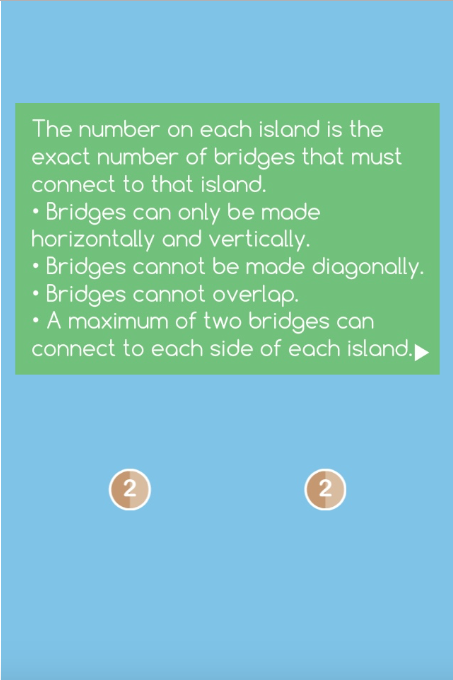 The number on each island is the
exact number of bridges that must
connect to that island.
• Bridges can only be made
horizontally and vertically.
• Bridges cannot be made diagonally.
• Bridges cannot overlap.
• A maximum of two bridges can
connect to each side of each island.
2 2